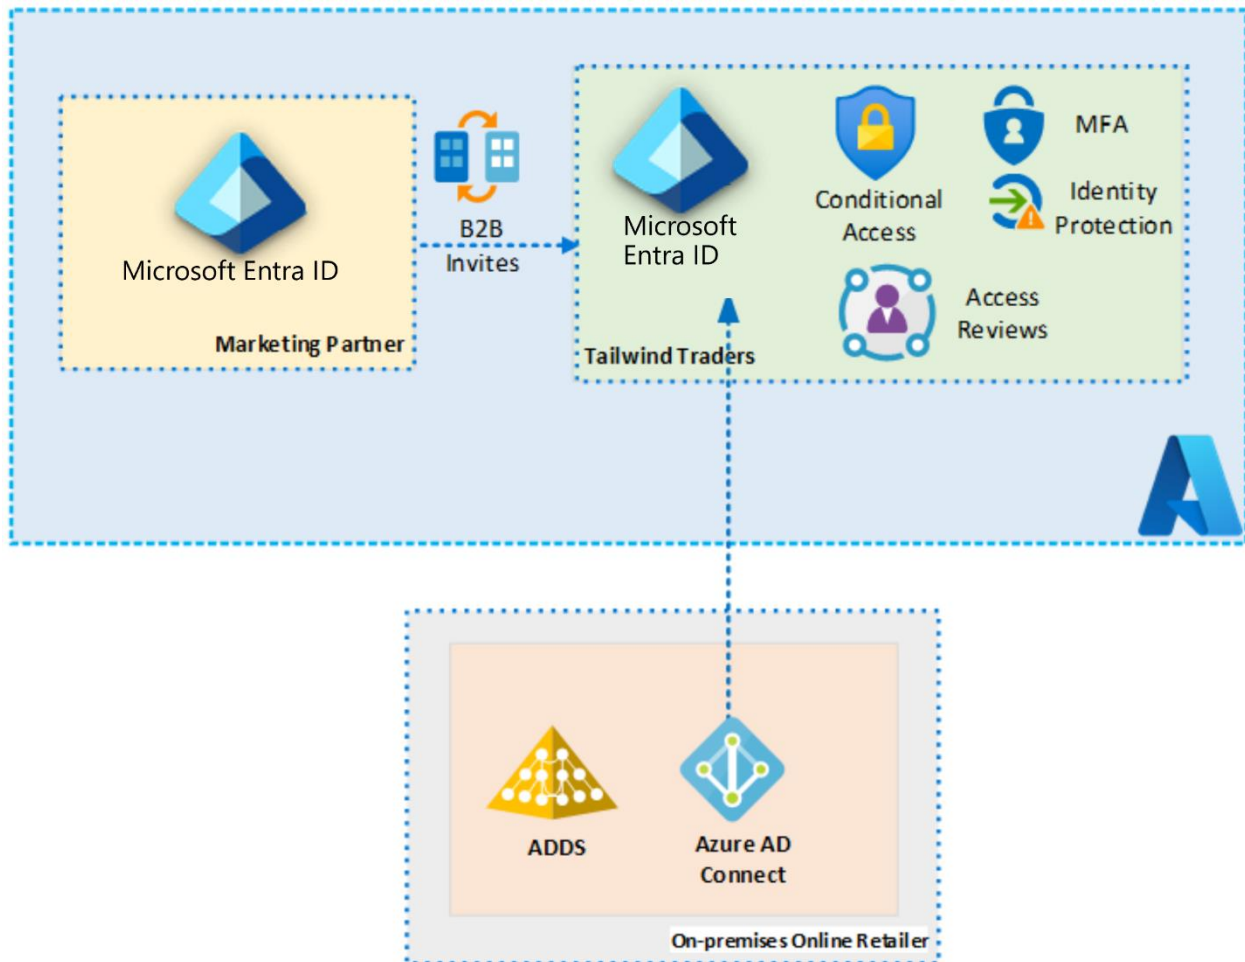 Microsoft Entra ID
Marketing Partner
B2B
Invites
Microsoft
Entra ID
Tailwind Traders
Conditional
Access
MFA
Identity
Protection
Access
Reviews
ADDS
Azure AD
Connect
On-premises Online Retailer